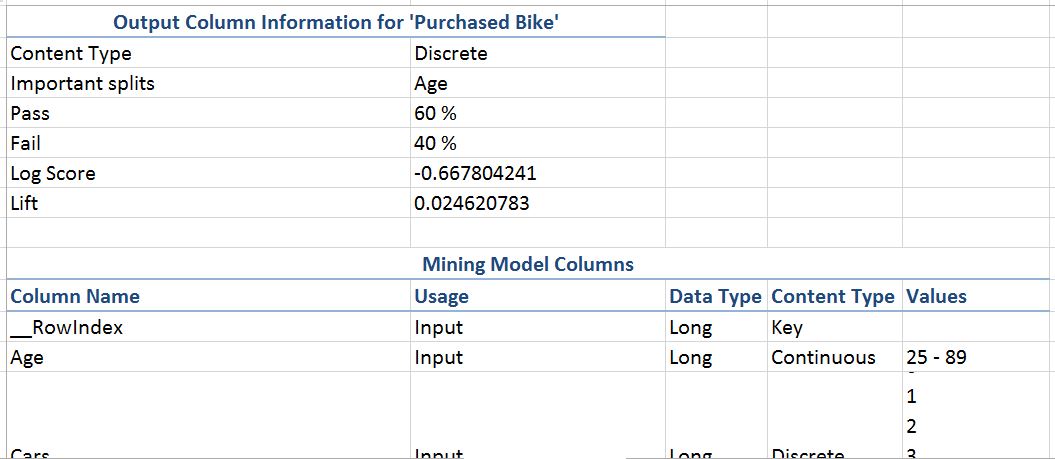 Output Column Information for 'Purchased Bike'
Content Type Discrete
Important splits Age
Pass 60 %
Fail 40 %
Log Score -0.667804241
Lift 0.024620783
Mining Model Columns
Column Name Usage Data Type Content Type Values
__RowIndex Input Long Key
Age Input Long Continuous 25 - 89
1
2
Cars Input Long Discrete 3